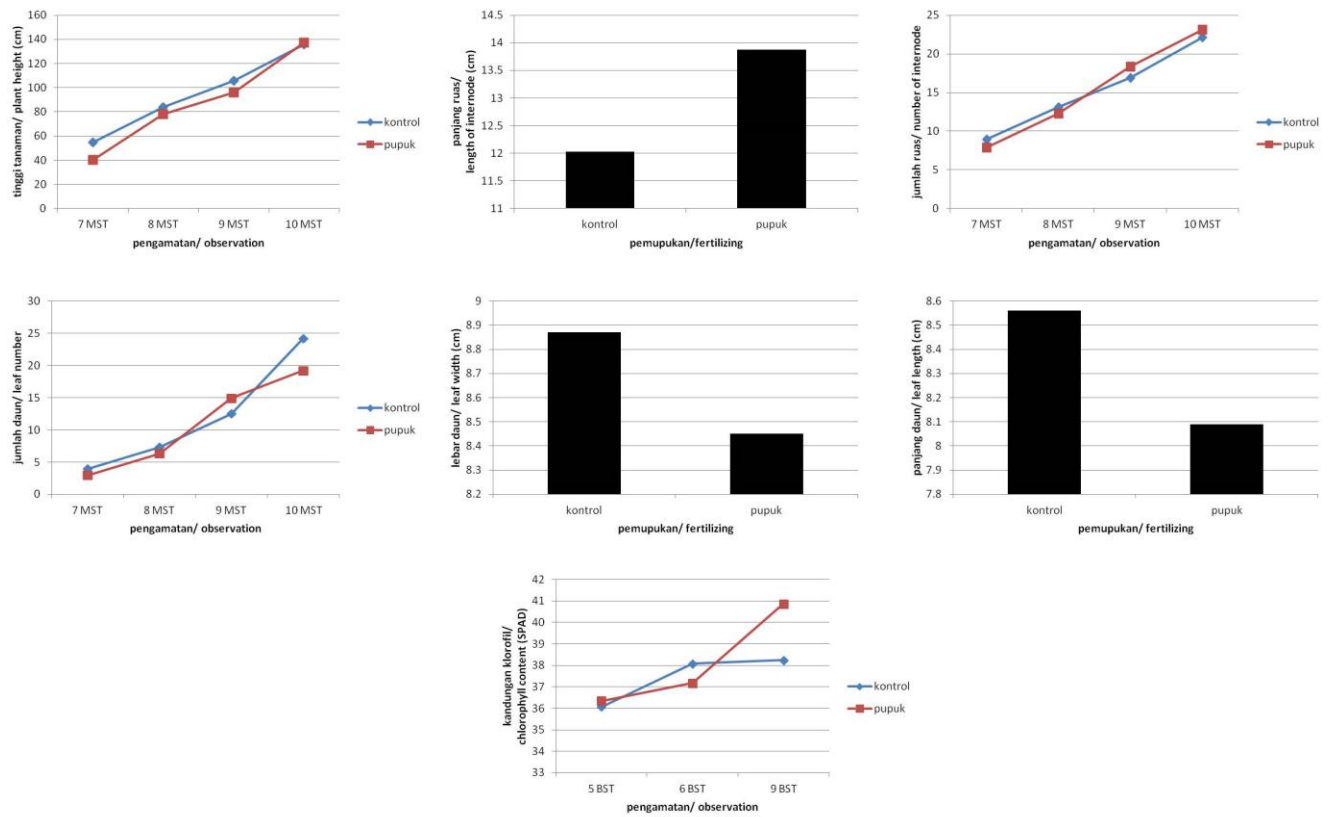 tinggi tanaman/ plant height (cm)
160
140
120
100
80
60
40
20
0
7 MST 8 MST 9 MST 10 MST
pengamatan/ observation
kontrol
pupuk
panjang ruas/
length of internode (cm)
14.5
14
13.5
13
12.5
12
11.5
11
kontrol pupuk
pemupukan/fertilizing
jumlah ruas/ number of internode
25
20
15
10
5
0
7 MST 8 MST 9 MST 10 MST
pengamatan/ observation
kontrol
pupuk
jumlah daun/ leaf number
30
25
20
15
10
5
0
7 MST 8 MST 9 MST 10 MST
pengamatan/ observation
kontrol
pupuk
lebar daun/ leaf width (cm)
9
8.9
8.8
8.7
8.6
8.5
8.4
8.3
8.2
kontrol pupuk
pemupukan/ fertilizing
panjang daun/ leaf length (cm)
8.6
8.5
8.4
8.3
8.2
8.1
8
7.9
7.8
kontrol pupuk
pemupukan/ fertilizing
kandungan klorofil/
chlorophyll content (SPAD)
42
41
40
39
38
37
36
35
34
33
5 BST 6 BST 9 BST
pengamatan/ observation
kontrol
pupuk